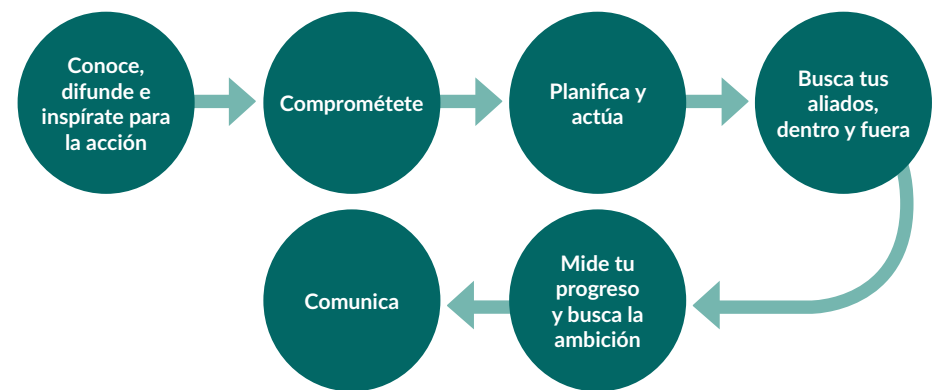 Conoce,
difunde e
inspírate para
la acción
Comprométete
Planifica y
actúa
Busca tus
aliados,
dentro y fuera
Mide tu
progreso
y busca la
ambición
Comunica